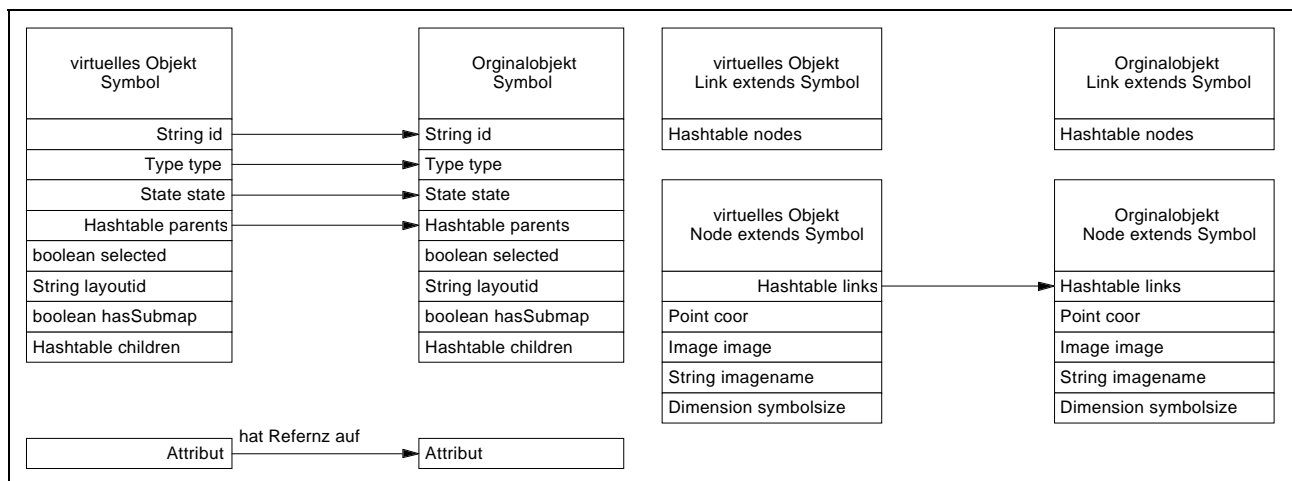 virtuelles Objekt
Symbol
String id
Type type
State state
Hashtable parents
boolean selected
String layoutid
boolean hasSubmap
Hashtable children
Orginalobjekt
Symbol
String id
Type type
State state
Hashtable parents
boolean selected
String layoutid
boolean hasSubmap
Hashtable children
Attribut
hat Refernz auf
Attribut
virtuelles Objekt
Link extends Symbol
Hashtable nodes
Orginalobjekt
Link extends Symbol
Hashtable nodes
virtuelles Objekt
Node extends Symbol
Hashtable links
Point coor
Image image
String imagename
Dimension symbolsize
Orginalobjekt
Node extends Symbol
Hashtable links
Point coor
Image image
String imagename
Dimension symbolsize